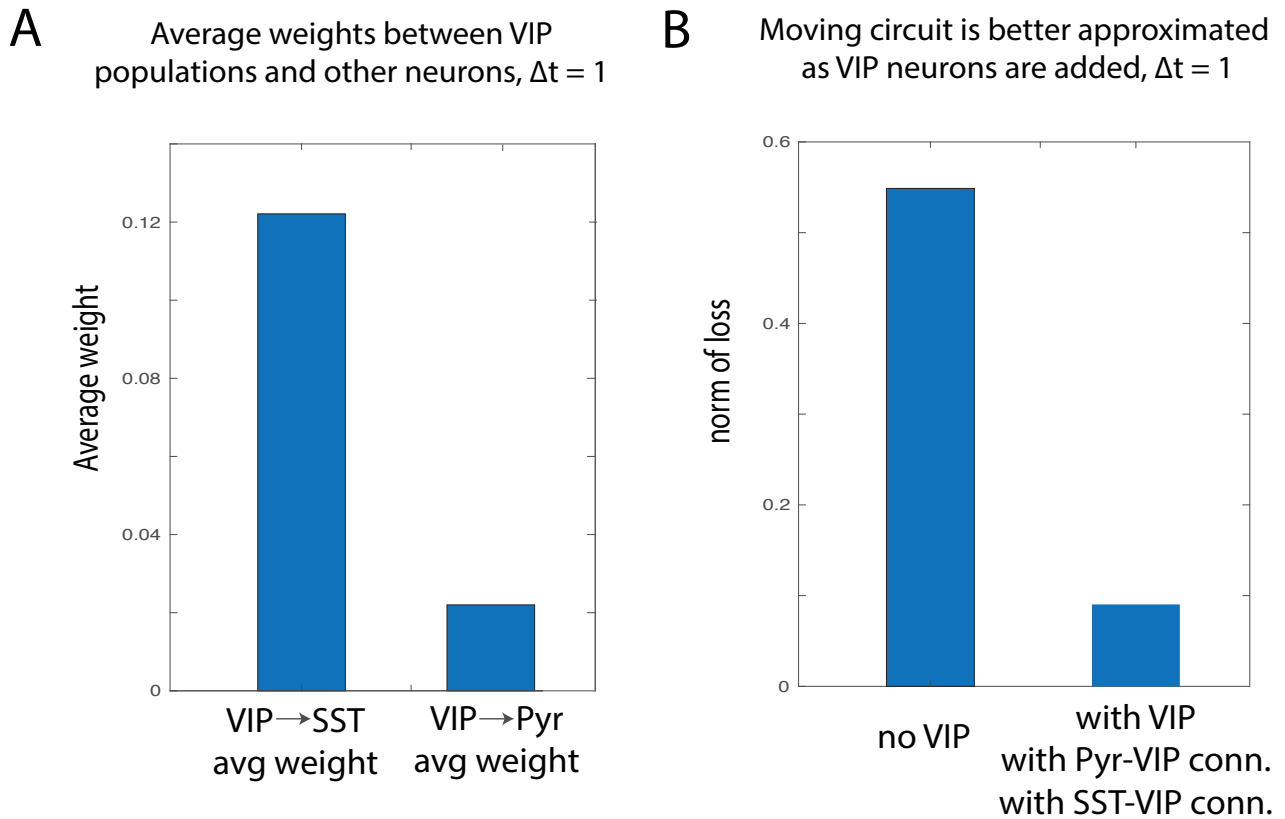 A
Average weights between VIP
populations and other neurons, Δt = 1
Average weight
0.12
0.08
0.04
0
VIP→SST
avg weight
VIP→Pyr
avg weight
B
Moving circuit is better approximated
as VIP neurons are added, Δt = 1
norm of loss
0.6
0.4
0.2
0
no VIP
with VIP
with Pyr-VIP conn.
with SST-VIP conn.